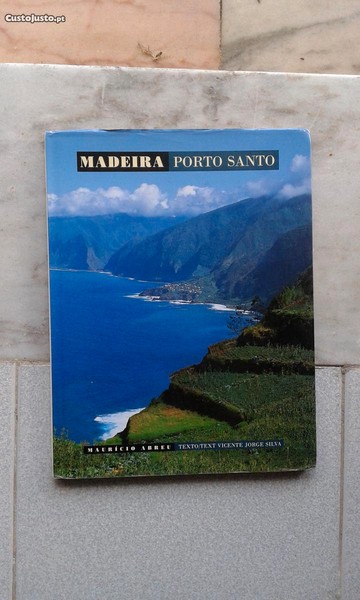 CustoJusto.pt
MADEIRA PORTO SANTO
MAURÍCIO ABREU TEXTO/TEXT VICENTE JORGE SILVA